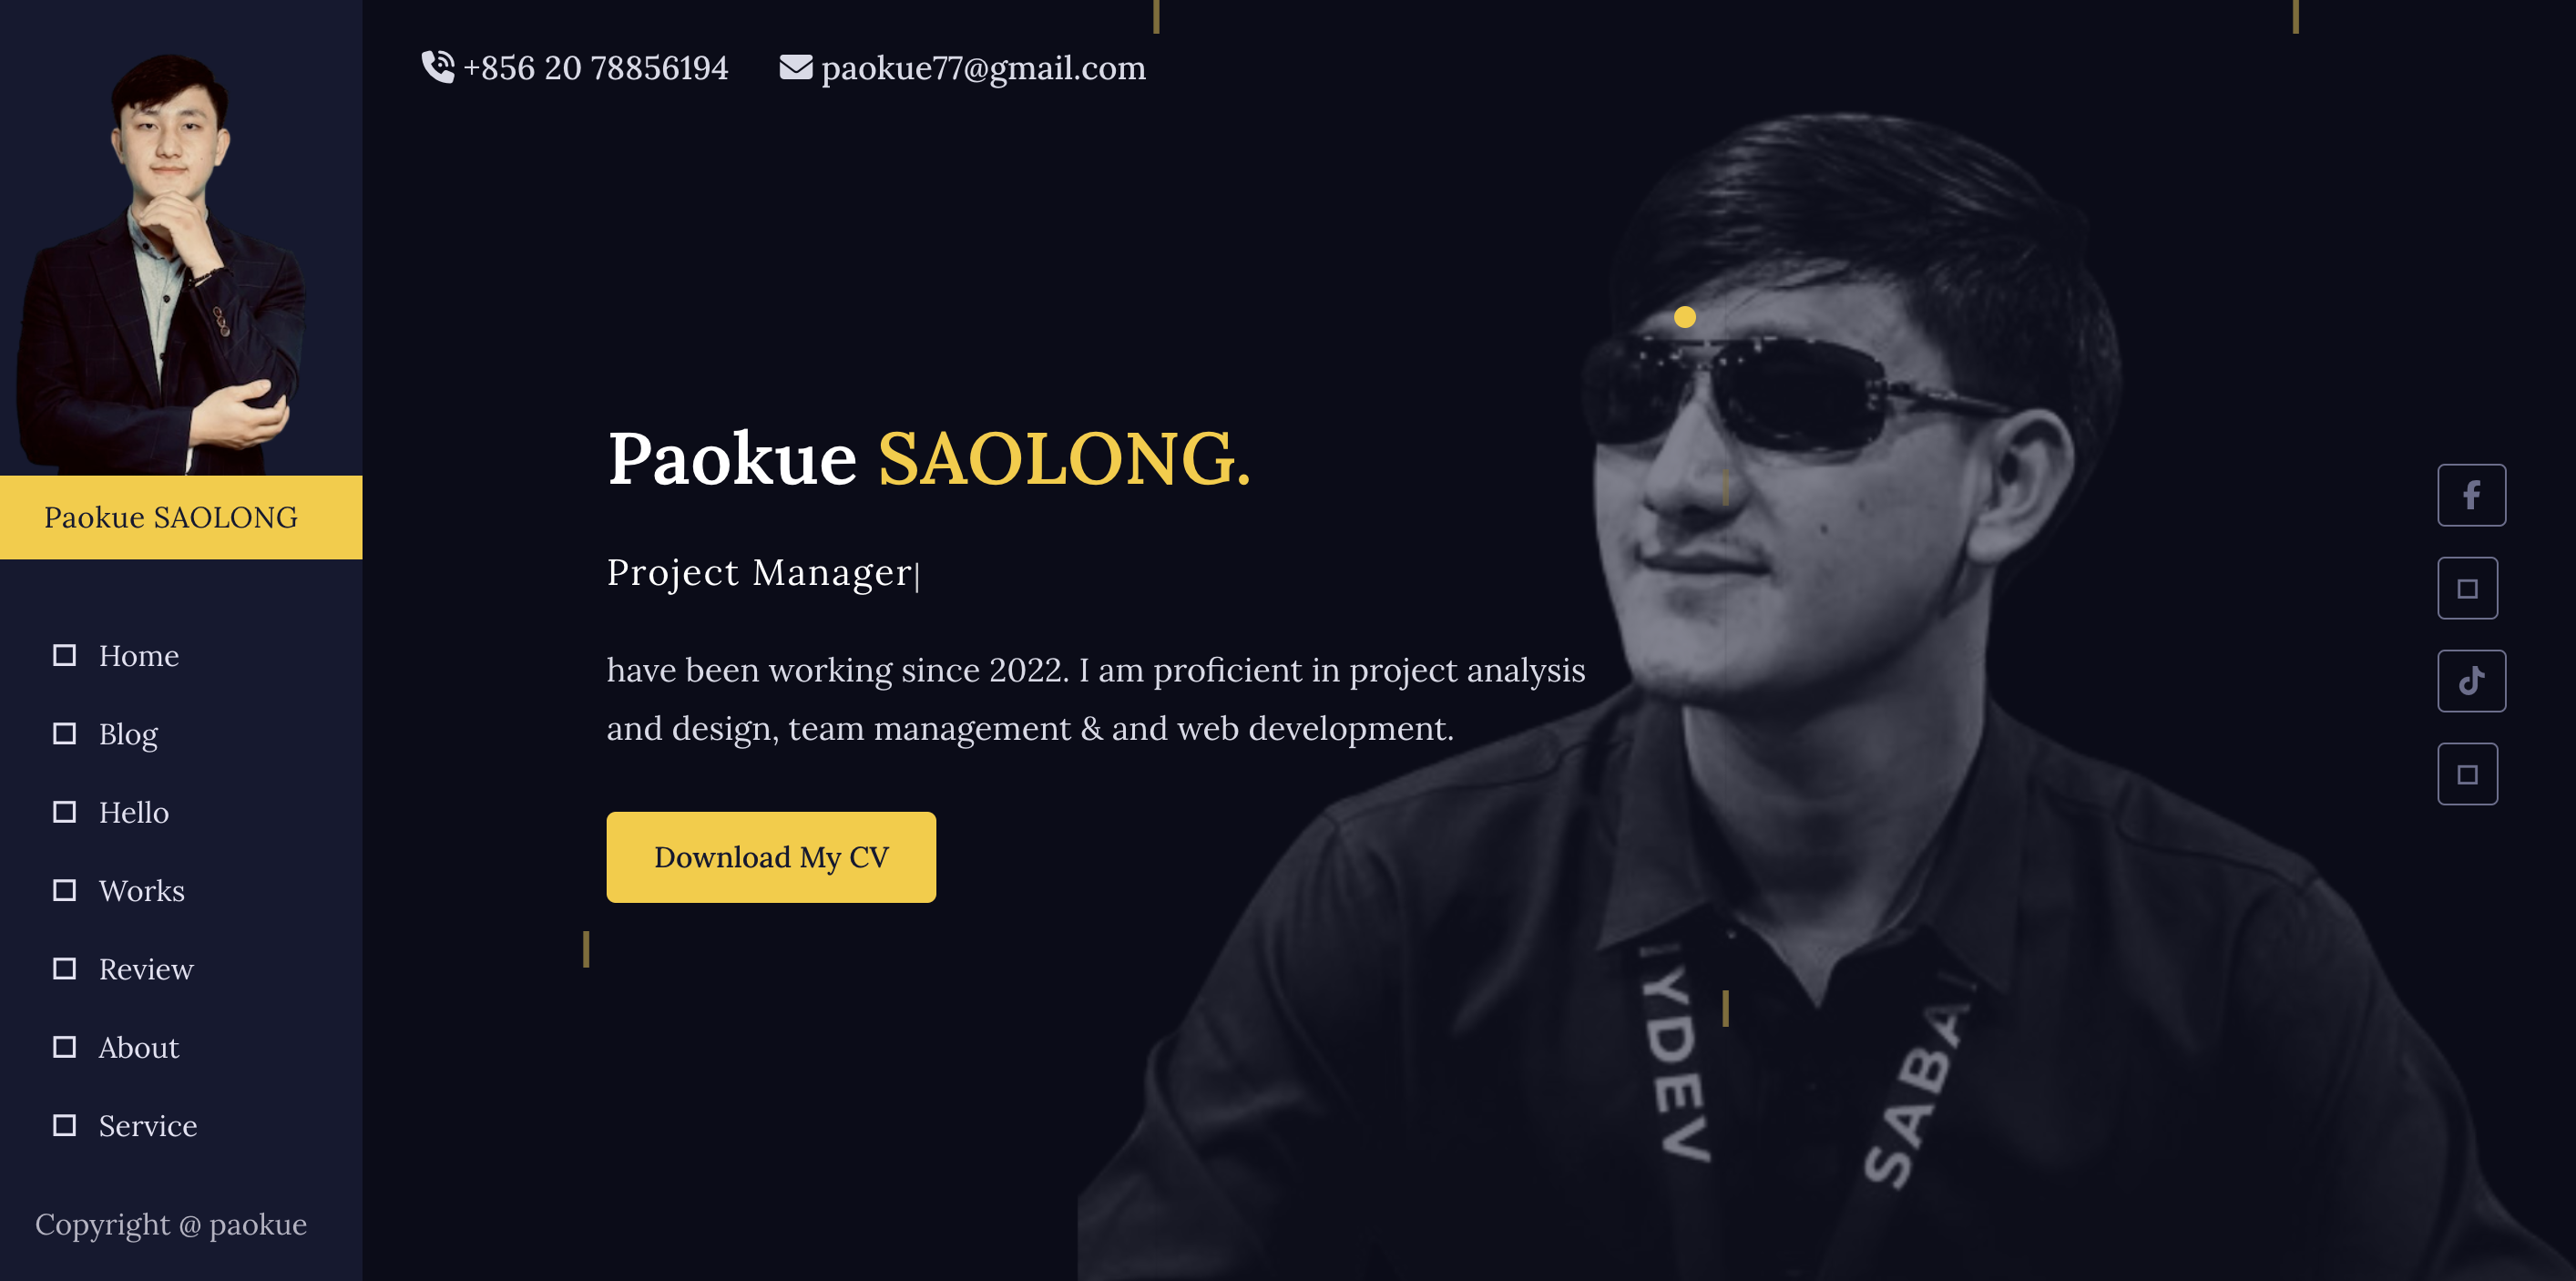 +856 20 78856194
paokue77@gmail.com
Paokue SAOLONG
Home
Blog
Hello
Works
Review
About
Service
Copyright @ paokue
Paokue SAOLONG.
Project Manager|
have been working since 2022. I am proficient in project analysis
and design, team management & and web development.
Download My CV
YDEV
SABAI